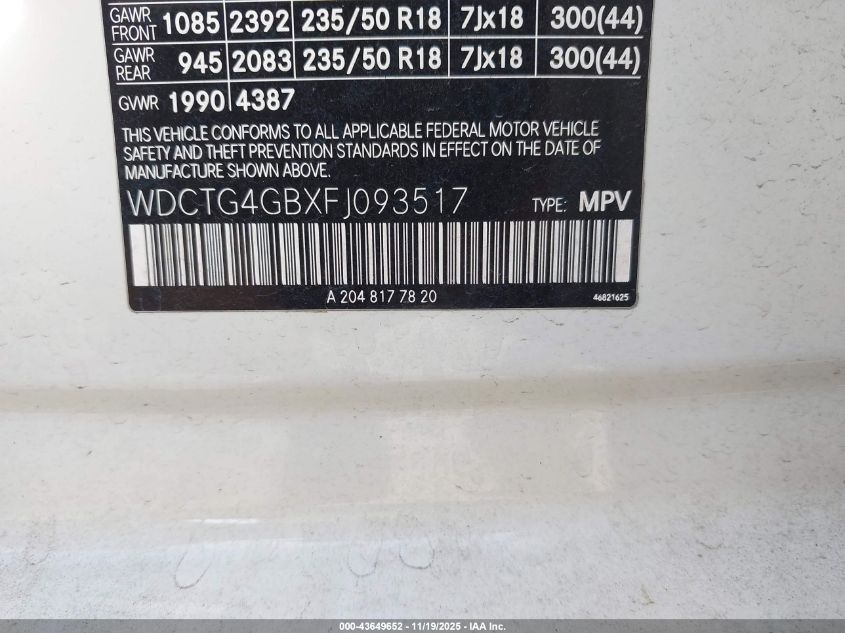 GAWR FRONT 1085 2392 235/50 R18 7Jx18 300(44)
GAWR REAR 945 2083 235/50 R18 7Jx18 300(44)
GVWR 1990 4387
THIS VEHICLE CONFORMS TO ALL APPLICABLE FEDERAL MOTOR VEHICLE
SAFETY AND THEFT PREVENTION STANDARDS IN EFFECT ON THE DATE OF
MANUFACTURE SHOWN ABOVE.
WDCTG4GBXFJ093517 TYPE: MPV
A 204 817 78 20 46821625
000-43649652 - 11/19/2025 - IAA Inc.